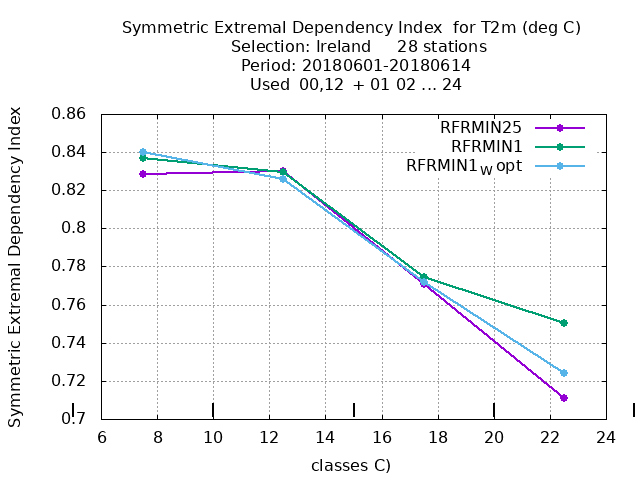 Symmetric Extremal Dependency Index  for T2m (deg C)
Selection: Ireland     28 stations
Period: 20180601-20180614
Used  00,12  + 01 02 ... 24
Symmetric Extremal Dependency Index
0.86
0.84
0.82
0.8
0.78
0.76
0.74
0.72
0.7
RFRMIN25
RFRMIN1
RFRMIN1W opt
6 8 10 12 14 16 18 20 22 24
classes C)